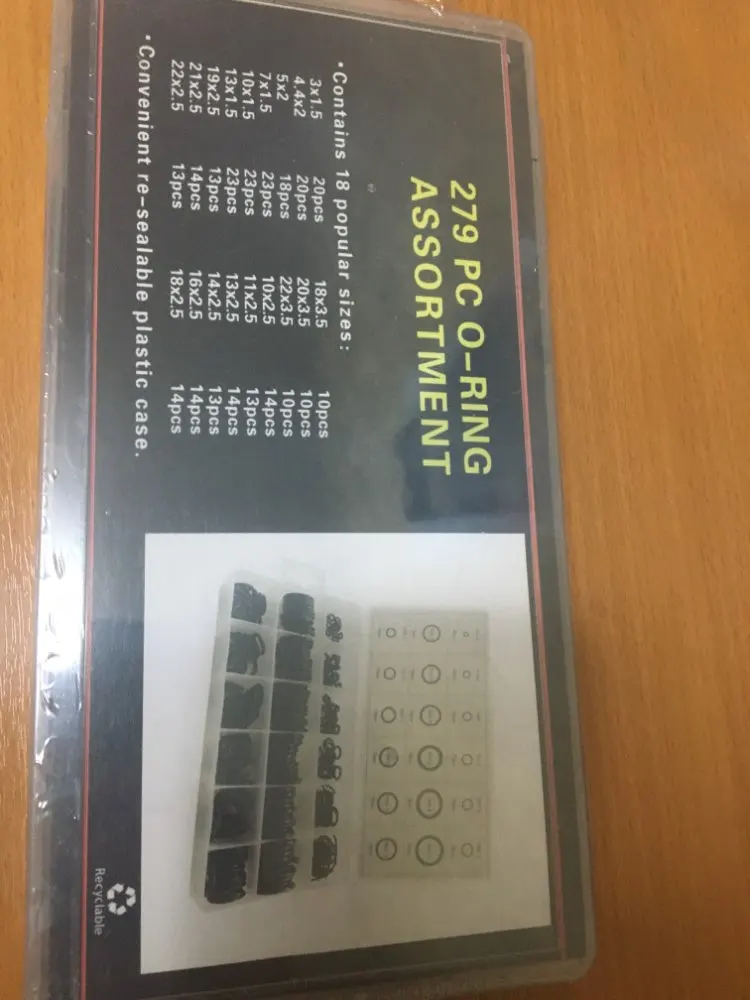 279 PC O-RING
ASSORTMENT
•Contains 18 popular sizes:
3x1.5 20pcs 18x3.5 10pcs
4.4x2 20pcs 20x3.5 10pcs
5x2 18pcs 22x3.5 10pcs
7x1.5 23pcs 10x2.5 14pcs
10x1.5 23pcs 11x2.5 13pcs
13x1.5 23pcs 13x2.5 14pcs
19x2.5 13pcs 14x2.5 13pcs
21x2.5 14pcs 16x2.5 14pcs
22x2.5 13pcs 18x2.5 14pcs
•Convenient re-sealable plastic case.
Recyclable